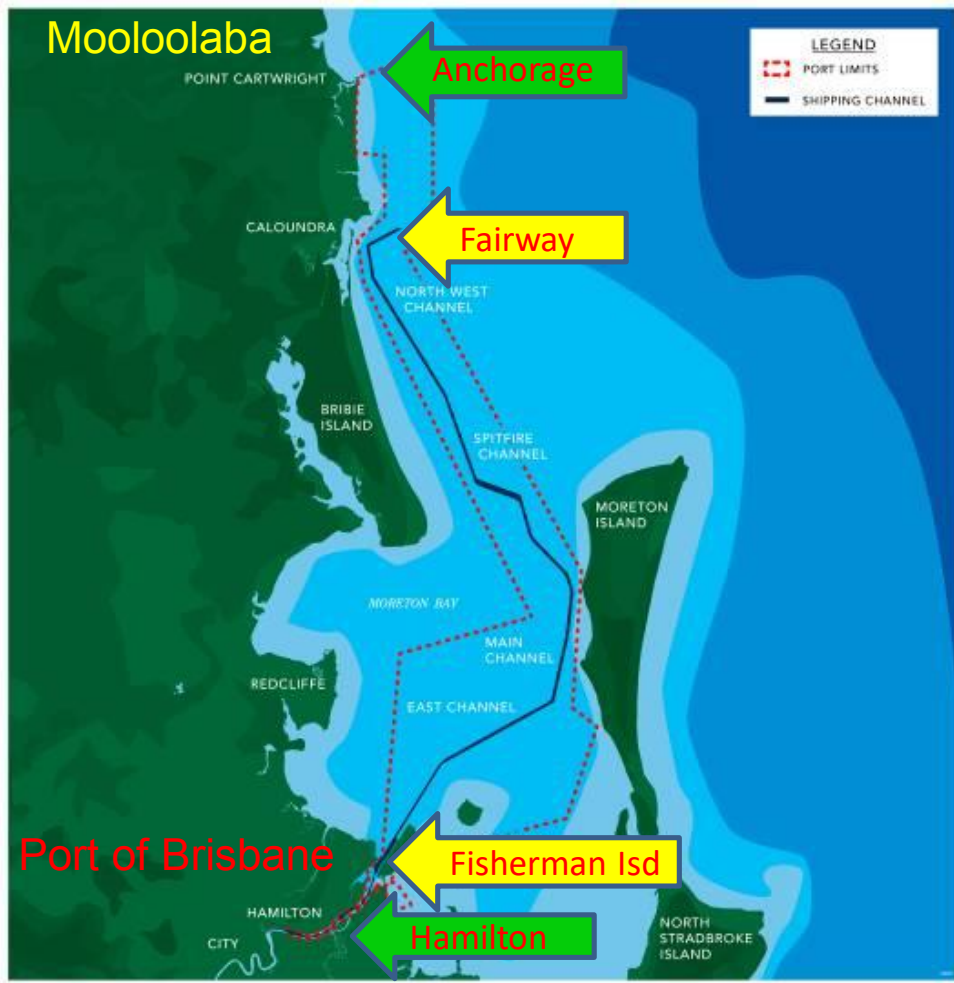 Mooloolaba
LEGEND
PORT LIMITS
SHIPPING CHANNEL
POINT CARTWRIGHT
Anchorage
CALOUNDRA
Fairway
NORTH WEST
CHANNEL
BRIBIE
ISLAND
SPITFIRE
CHANNEL
MORETON
ISLAND
MORETON BAY
MAIN
CHANNEL
REDCLIFFE
EAST CHANNEL
Port of Brisbane
Fisherman Isd
HAMILTON
CITY
Hamilton
NORTH
STRADBROKE
ISLAND